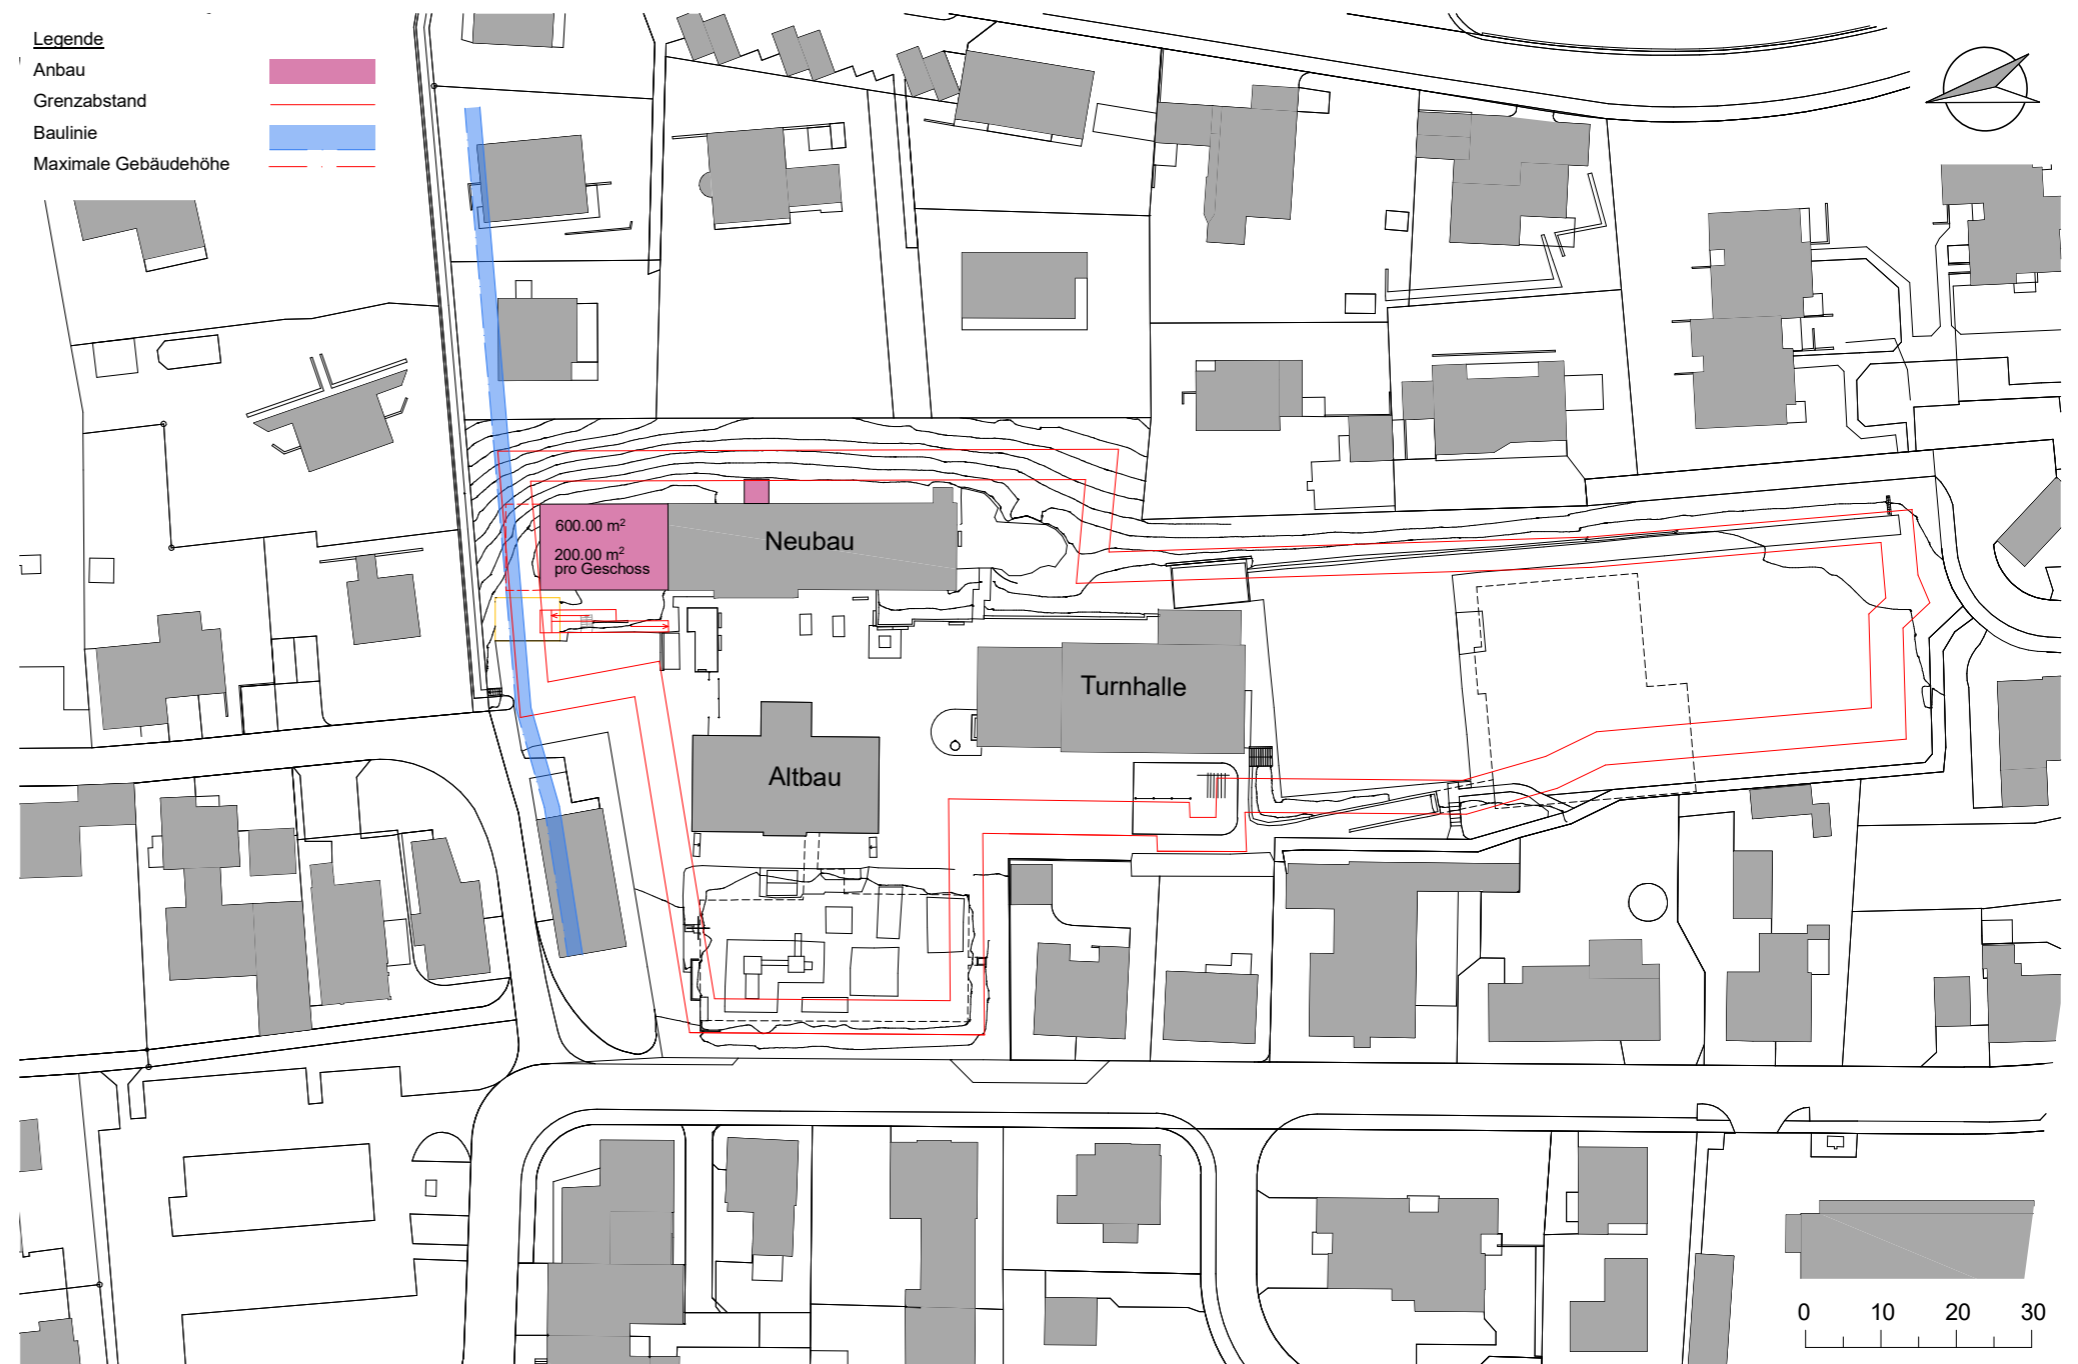 Legende
Anbau
Grenzabstand
Baulinie
Maximale Gebäudehöhe
600.00 m²
200.00 m²
pro Geschoss
Neubau
Turnhalle
Altbau
0 10 20 30